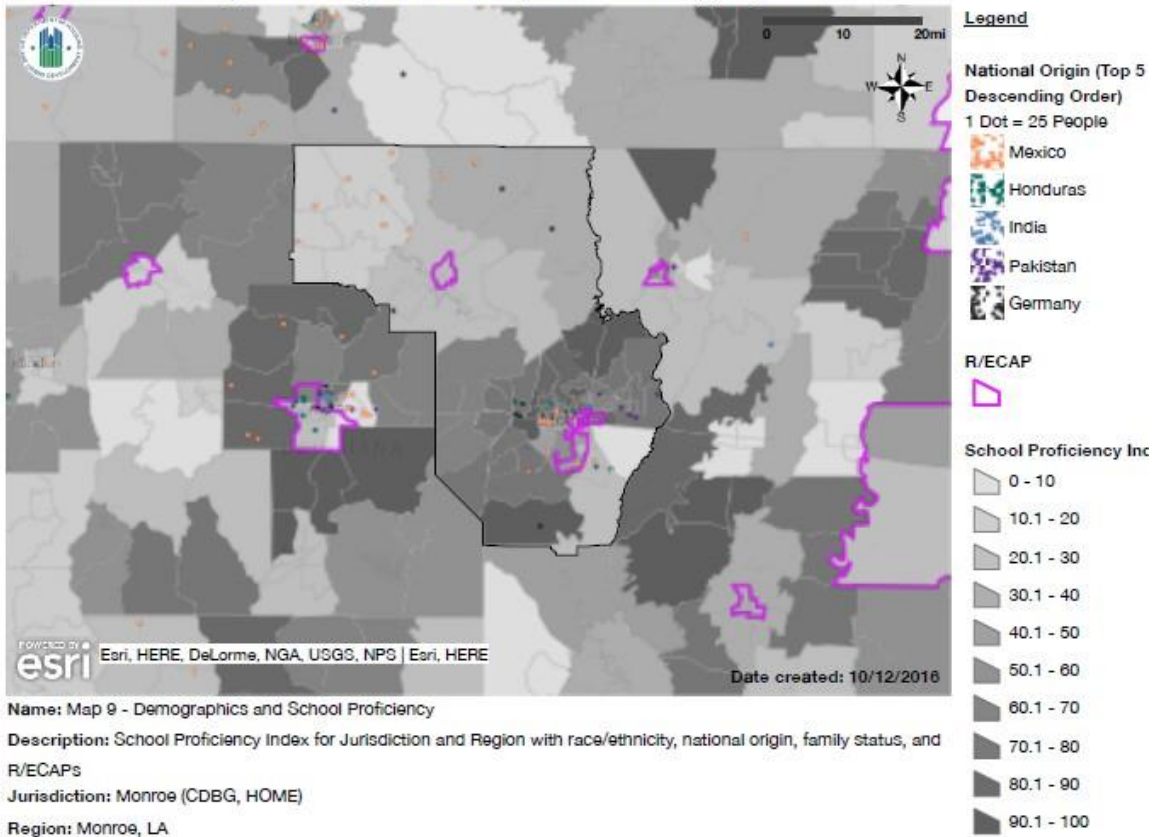 0 10 20mi
N
W E
S
POWERED BY
esri
Esri, HERE, DeLorme, NGA, USGS, NPS | Esri, HERE
Date created: 10/12/2016
Name: Map 9 - Demographics and School Proficiency
Description: School Proficiency Index for Jurisdiction and Region with race/ethnicity, national origin, family status, and
R/ECAPs
Jurisdiction: Monroe (CDBG, HOME)
Region: Monroe, LA
Legend
National Origin (Top 5
Descending Order)
1 Dot = 25 People
Mexico
Honduras
India
Pakistan
Germany
R/ECAP
School Proficiency Ind
0 - 10
10.1 - 20
20.1 - 30
30.1 - 40
40.1 - 50
50.1 - 60
60.1 - 70
70.1 - 80
80.1 - 90
90.1 - 100